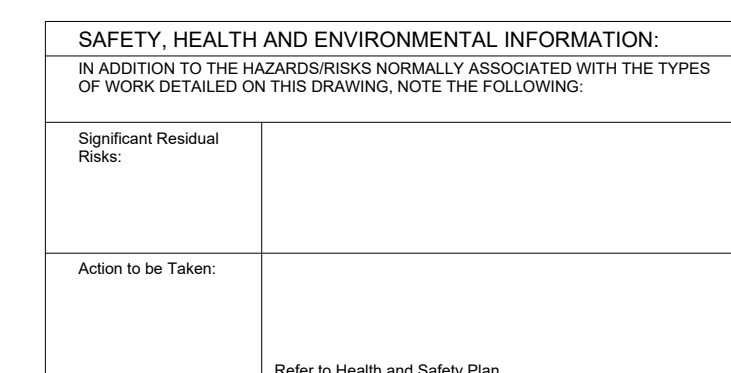 SAFETY, HEALTH AND ENVIRONMENTAL INFORMATION:
IN ADDITION TO THE HAZARDS/RISKS NORMALLY ASSOCIATED WITH THE TYPES
OF WORK DETAILED ON THIS DRAWING, NOTE THE FOLLOWING:
Significant Residual
Risks:
Action to be Taken:
Refer to Health and Safety Plan